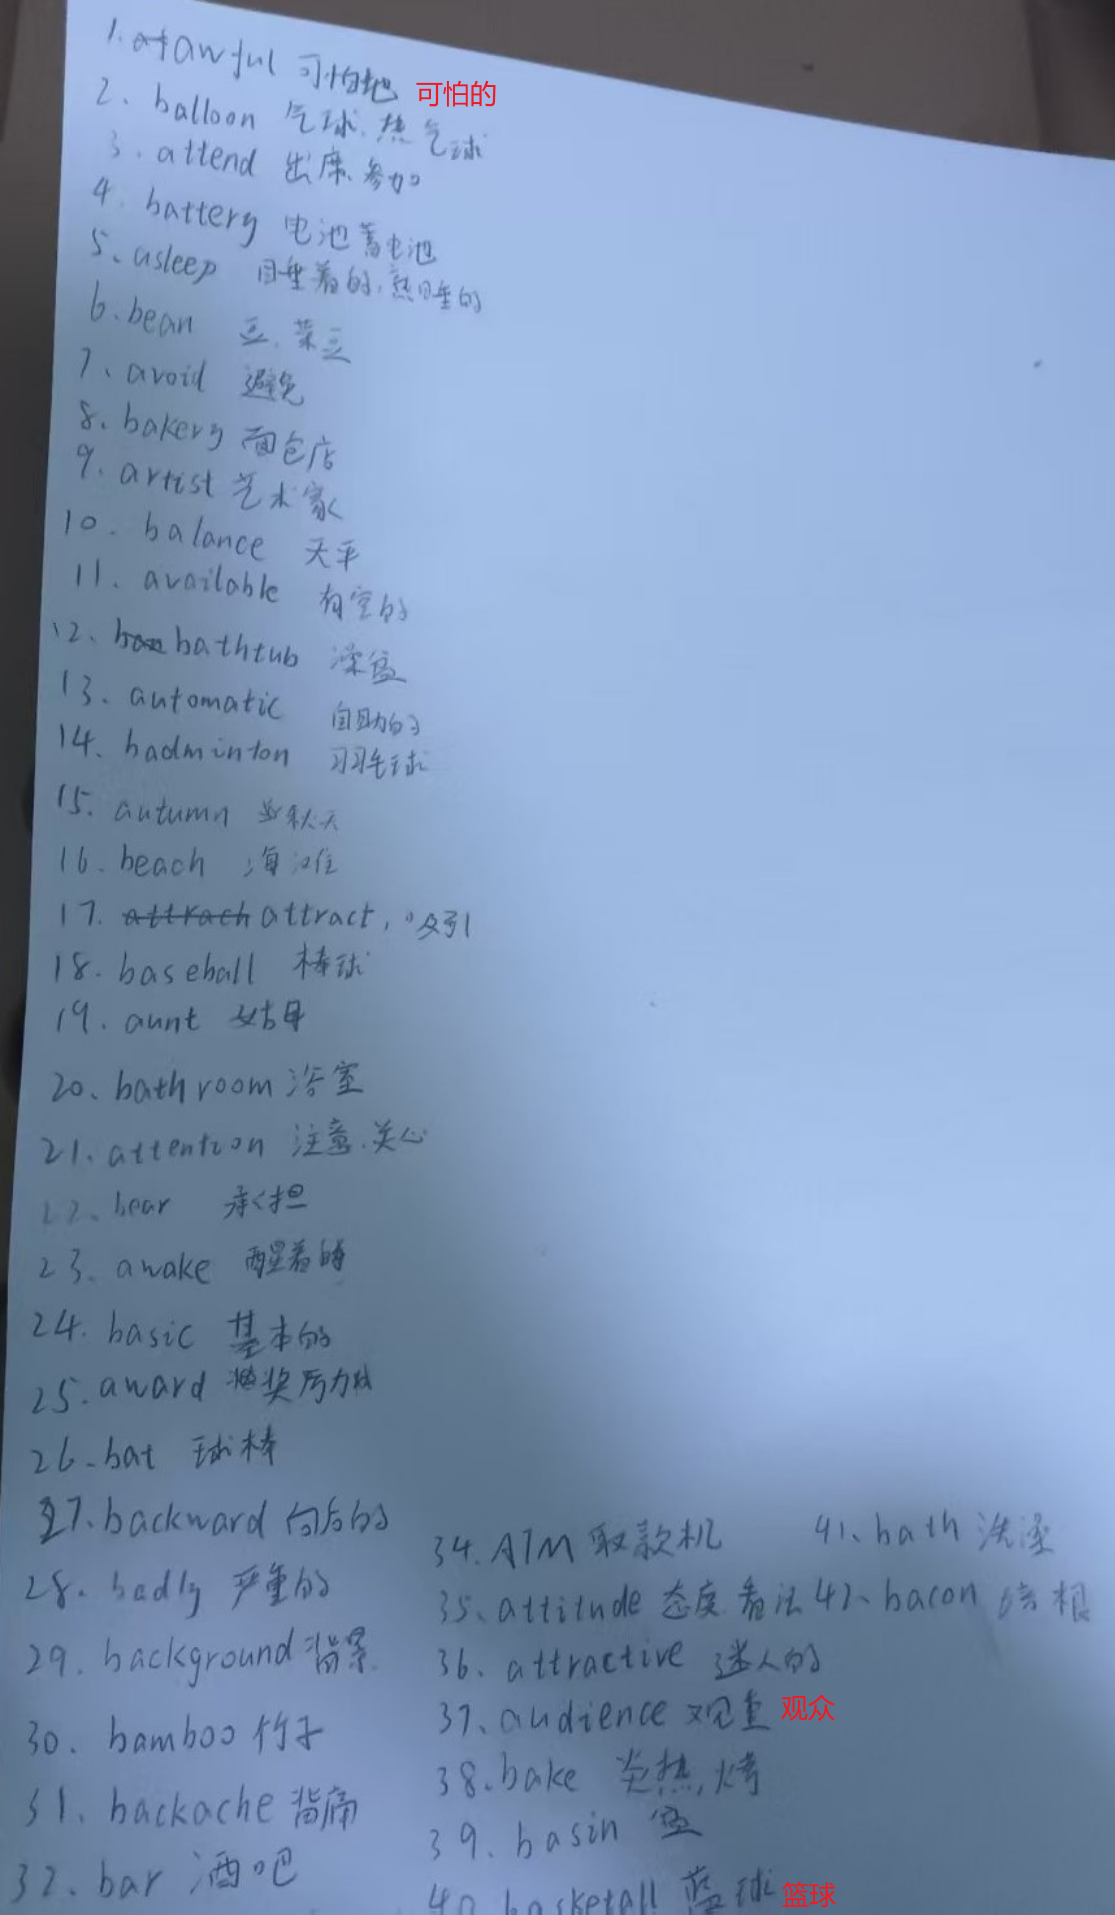 1. awful 可怕地 可怕的
2. balloon 气球.热气球
3. attend 出席、参加
4. battery 电池蓄电池
5、asleep 睡着的,熟睡的
6.bean 豆、菜豆
7、avoid 避免
8、bakery 面包店
9、artist 艺术家
10. balance 天平
11、available 有空的
12、bathtub 澡盆
13、automatic 自助的
14、badminton 羽毛球
15. autumn 秋天
16、beach 海滩
17. attrach attract, 吸引
18. baseball 棒球
19. aunt 姑母
20、bathroom 浴室
21. attention 注意.关心
22、bear 承担
23、awake 醒着的
24. basic 基本的
25.award 奖励
26.bat 球棒
27.backward 向后的
28. badly 严重的
29. background 背景
30. bamboo 竹子
31. backache 背痛
32. bar 酒吧
34. ATM 取款机
35、attitude 态度 看法
36、attractive 迷人的
37、audience 观重 观众
38.bake 炎热,烤
39. basin 盆
40 basketall 蓝球 篮球
41、bath 洗澡
42、bacon 培根